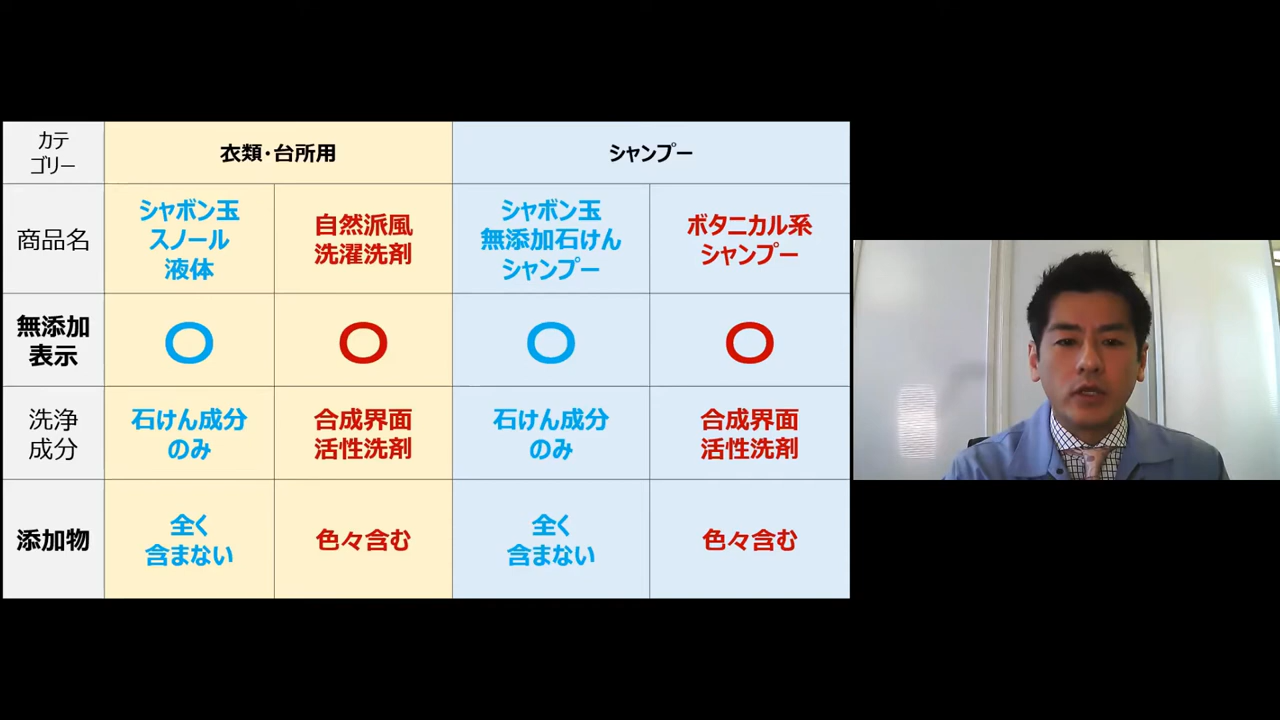 カテ
ゴリー
衣類・台所用
シャンプー
商品名
シャボン玉
スノール
液体
自然派風
洗濯洗剤
シャボン玉
無添加石けん
シャンプー
ボタニカル系
シャンプー
無添加
表示
〇
〇
〇
〇
洗浄
成分
石けん成分
のみ
合成界面
活性洗剤
石けん成分
のみ
合成界面
活性洗剤
添加物
全く
含まない
色々含む
全く
含まない
色々含む